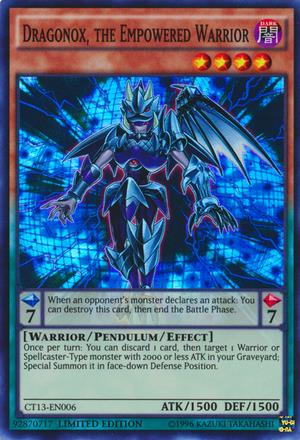 Dragonox, the Empowered Warrior
DARK
7
When an opponent's monster declares an attack: You
can destroy this card, then end the Battle Phase.
7
[Warrior/Pendulum/Effect]
Once per turn: You can discard 1 card, then target 1 Warrior or
Spellcaster-Type monster with 2000 or less ATK in your Graveyard;
Special Summon it in face-down Defense Position.
CT13-EN006
ATK/1500 DEF/1500
92870717 LIMITED EDITION
©1996 KAZUKI TAKAHASHI